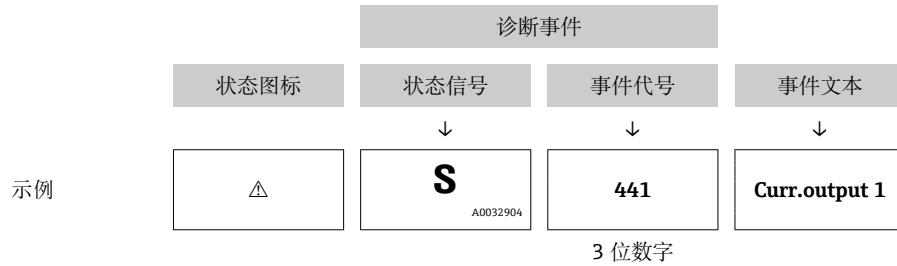 诊断事件
状态图标 状态信号 事件代号 事件文本
↓ ↓ ↓
示例 ⚠ S 441 Curr.output 1
A0032904
3 位数字